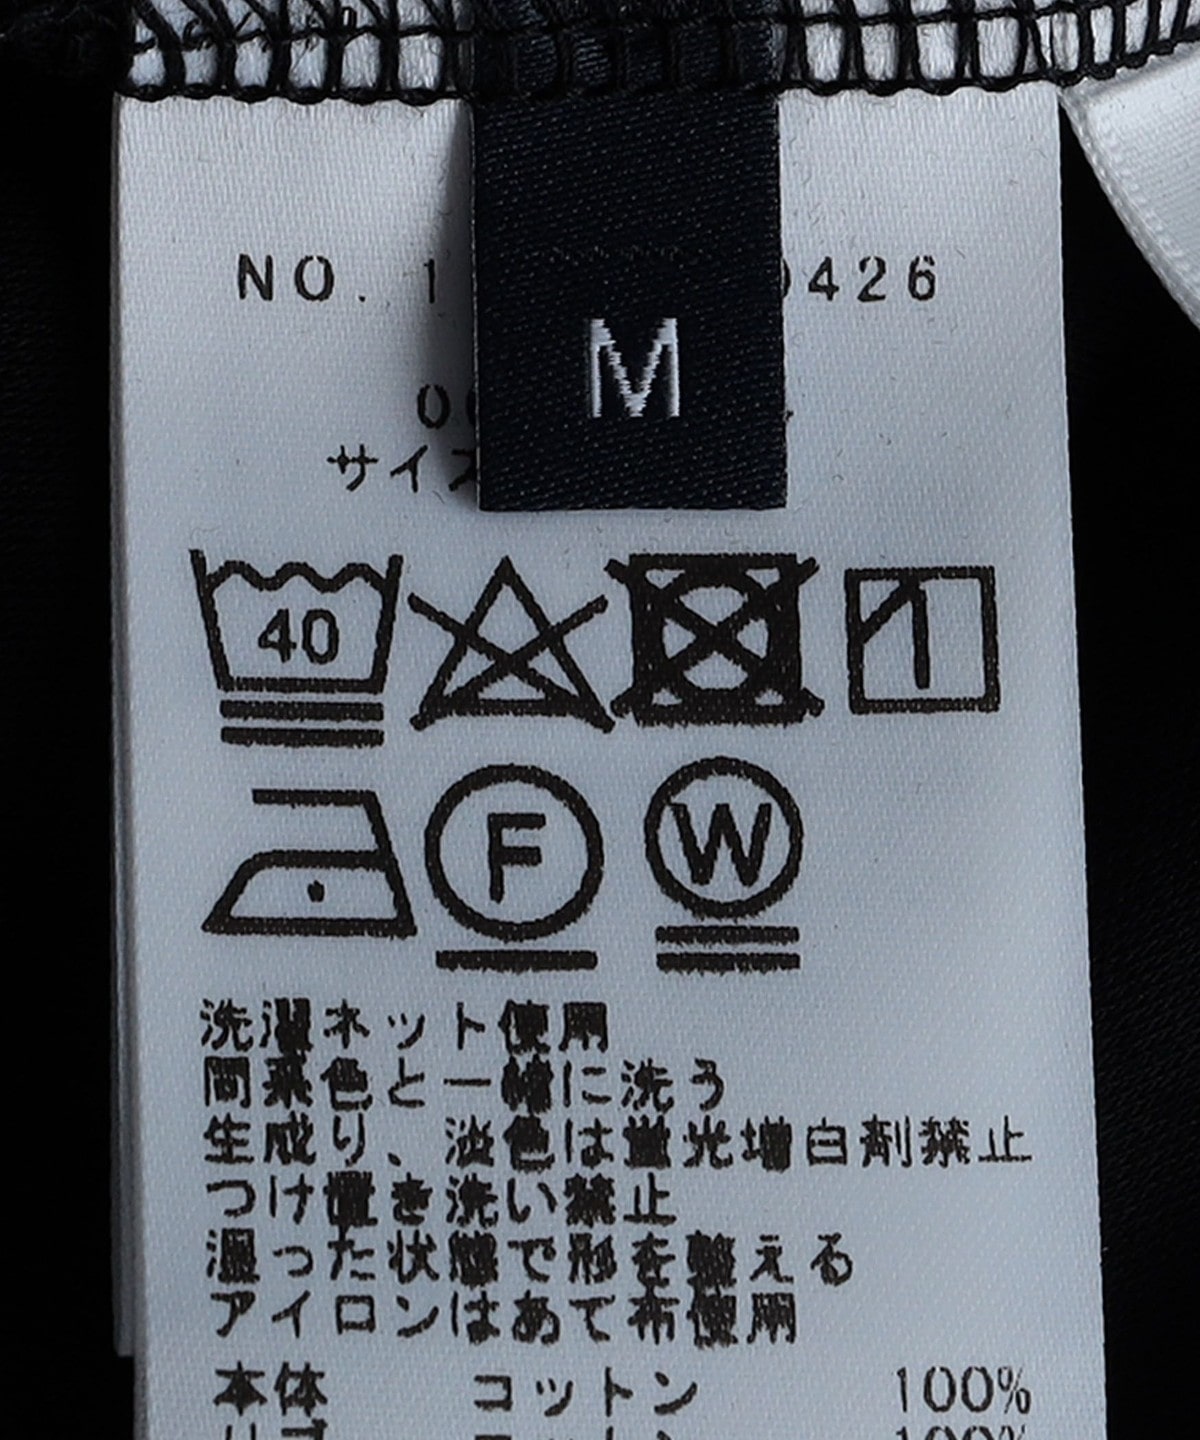 NO. 1 0426
M
サイズ
40
F
W
洗濯ネット使用
同系色と一緒に洗う
生成り、淡色は蛍光増白剤禁止
つけ置き洗い禁止
湿った状態で形を整える
アイロンはあて布使用
本体 コットン 100%